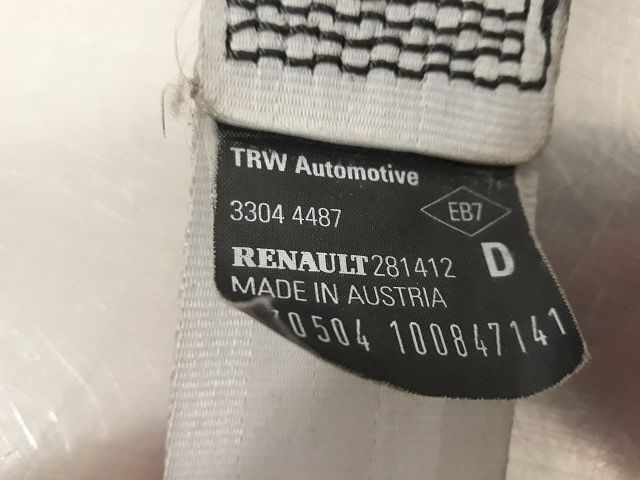 TRW Automotive
3304 4487 EB7
RENAULT 281412 D
MADE IN AUSTRIA
0504 100847141